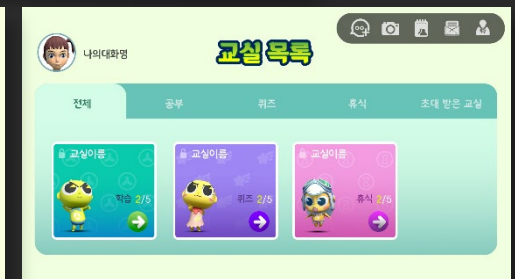 나의대화명
교실 목록
전체
공부
퀴즈
휴식
초대 받은 교실
교실이름
학습 2/5
교실이름
퀴즈 2/5
교실이름
휴식 2/5